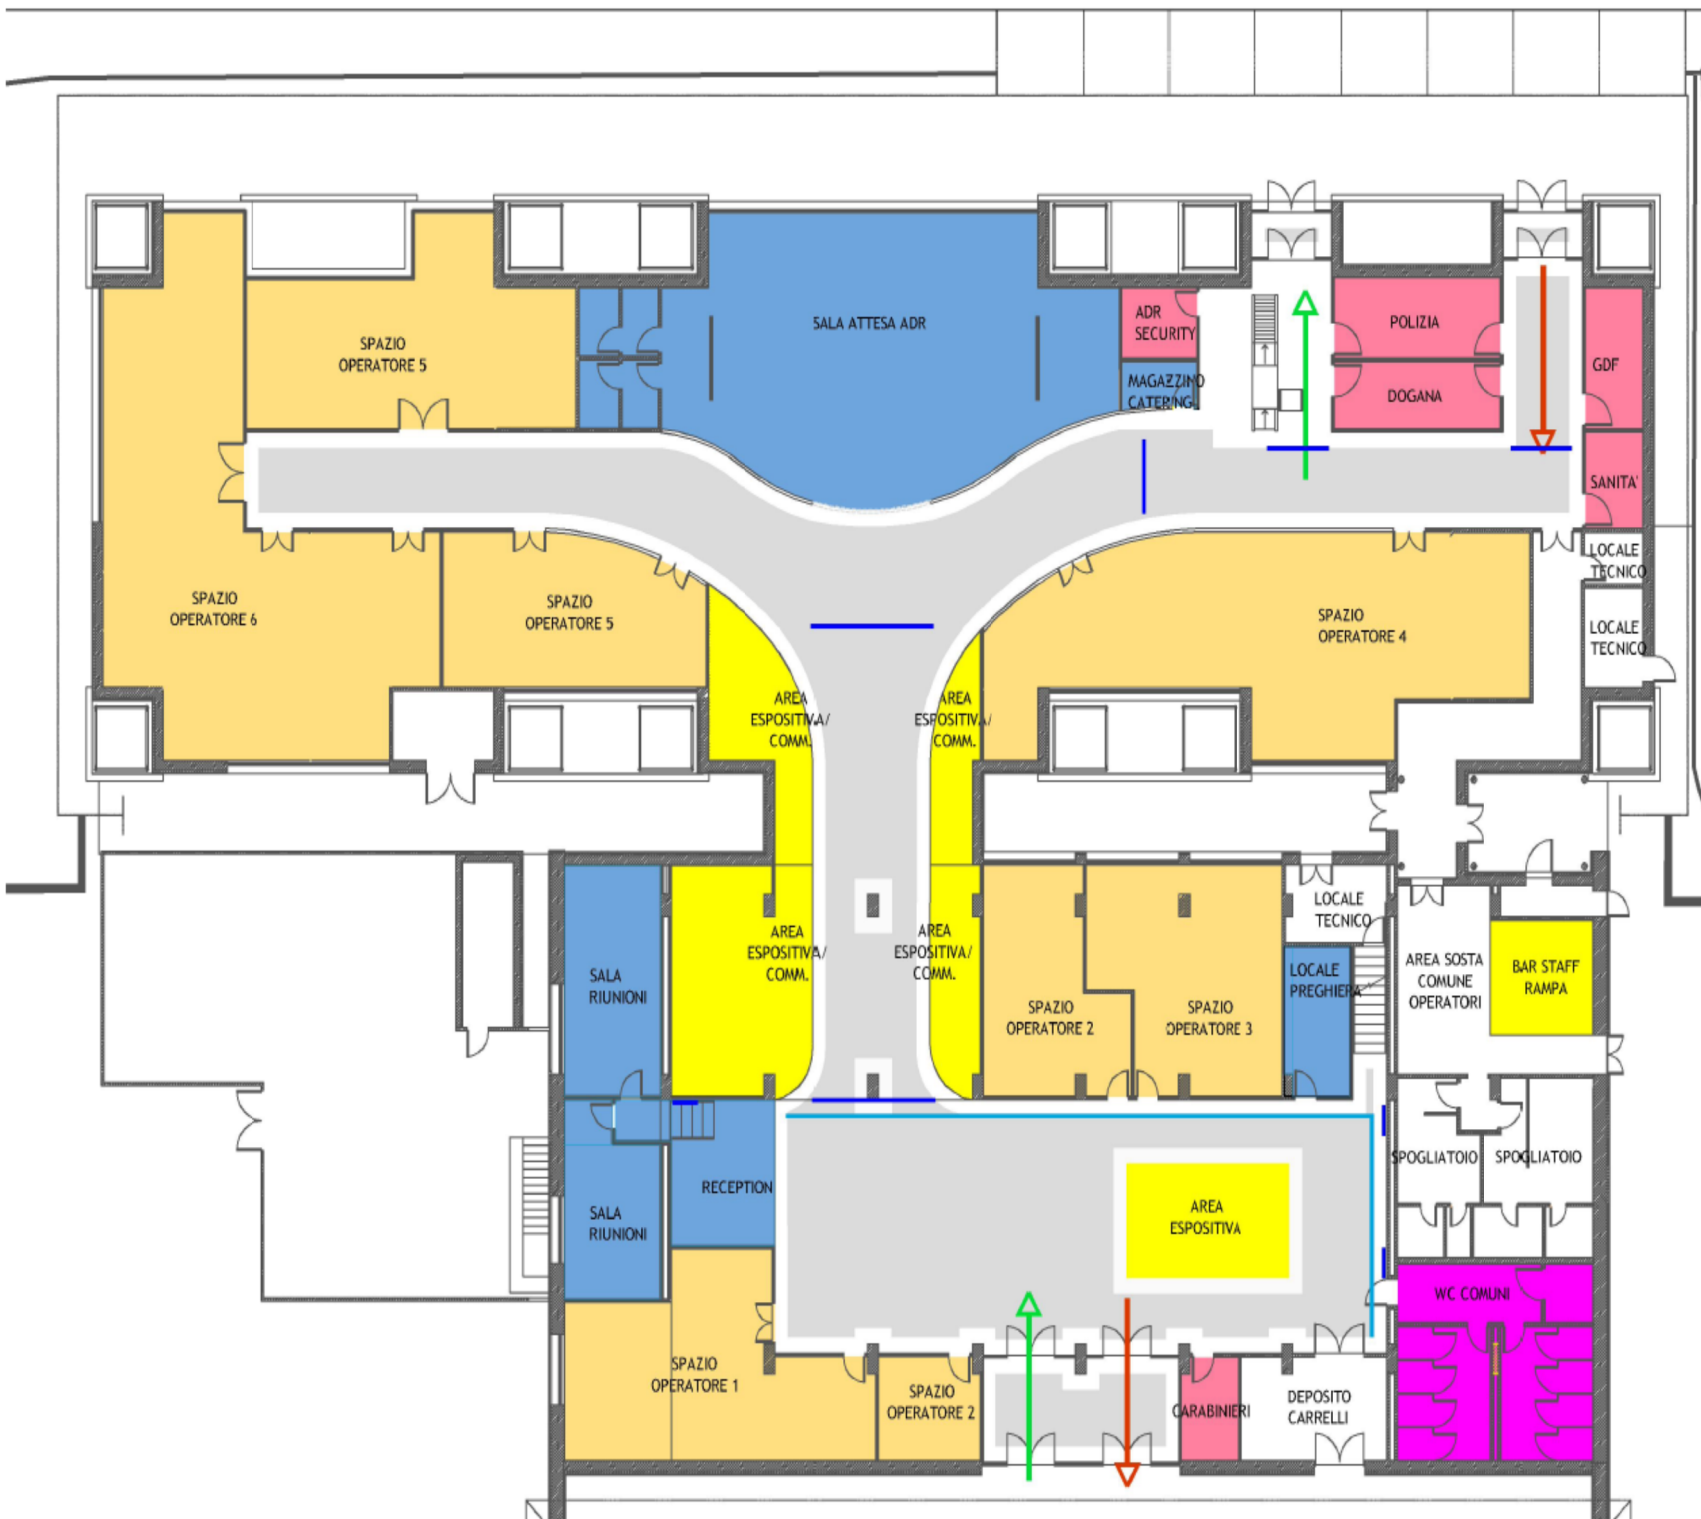 SALA ATTESA ADR
ADR
SECURITY
POLIZIA
SPAZIO
OPERATORE 5
GDF
MAGAZZINO
CATERING
DOGANA
SANITA'
LOCALE
TECNICO
SPAZIO
OPERATORE 6
SPAZIO
OPERATORE 5
SPAZIO
OPERATORE 4
LOCALE
TECNICO
AREA
ESPOSITIVA/
COMM.
AREA
ESPOSITIVA/
COMM.
LOCALE
TECNICO
AREA
ESPOSITIVA/
COMM.
AREA
ESPOSITIVA/
COMM.
SALA
RIUNIONI
LOCALE
PREGHIERA
AREA SOSTA
COMUNE
OPERATORI
BAR STAFF
RAMPA
SPAZIO
OPERATORE 2
SPAZIO
OPERATORE 3
SPOGLIATOIO
SPOGLIATOIO
RECEPTION
SALA
RIUNIONI
AREA
ESPOSITIVA
WC COMUNI
SPAZIO
OPERATORE 1
SPAZIO
OPERATORE 2
CARABINIERI
DEPOSITO
CARRELLI